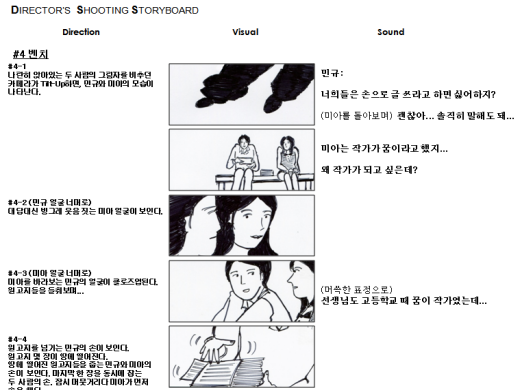 DIRECTOR'S SHOOTING STORYBOARD
Direction Visual Sound
#4 벤치
#4-1
나란히 앉아있는 두 사람의 그림자를 비추던
카메라가 Tilt-Up하면, 민규와 미아의 모습이
나타난다.
민규:
너희들은 손으로 글 쓰라고 하면 싫어하지?
(미아를 돌아보며) 괜찮아... 솔직히 말해도 돼...
미아는 작가가 꿈이라고 했지...
왜 작가가 되고 싶은데?
#4-2 (민규 얼굴 너머로)
대답대신 빙그레 웃음 짓는 미아 얼굴이 보인다.
#4-3 (미아 얼굴 너머로)
미아를 바라보는 민규의 얼굴이 클로즈업된다.
원고지들을 들춰보며...
(머쓱한 표정으로)
선생님도 고등학교 때 꿈이 작가였는데...
#4-4
원고지를 넘기는 민규의 손이 보인다.
원고지 몇 장이 땅에 떨어진다.
땅에 떨어진 원고지들을 줍는 민규와 미아의
손이 보인다. 마지막 한 장을 동시에 잡는
두 사람의 손. 잠시 머뭇거리다 미아가 먼저